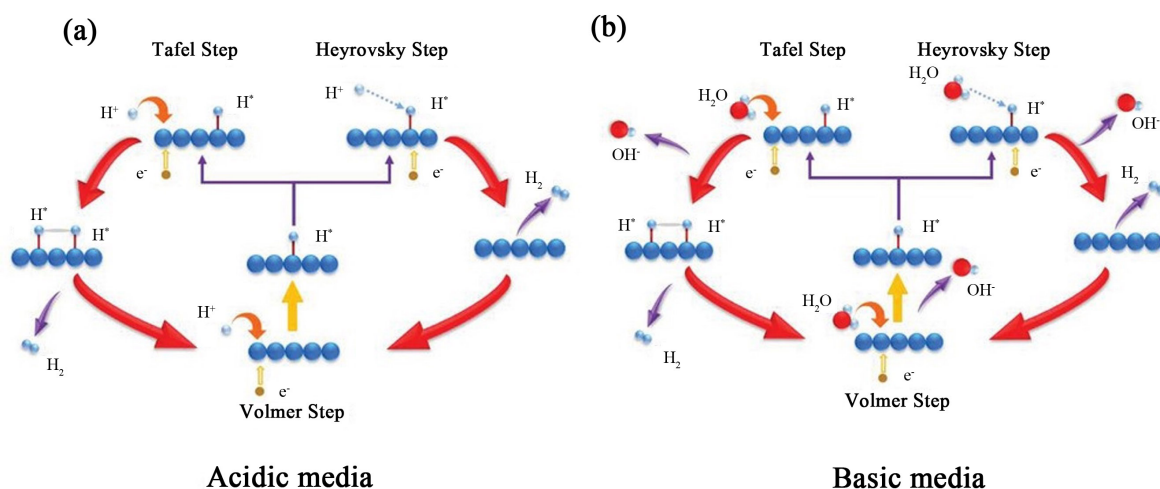 (a)
Tafel Step
Heyrovsky Step
H⁺
H*
H⁺
H*
e⁻
e⁻
H₂
H*
H*
H*
H⁺
H₂
e⁻
Volmer Step
Acidic media
(b)
Tafel Step
Heyrovsky Step
H₂O
H₂O
H*
H*
OH⁻
OH⁻
e⁻
e⁻
H₂
H*
H*
H*
H₂O
OH⁻
H₂
e⁻
Volmer Step
Basic media